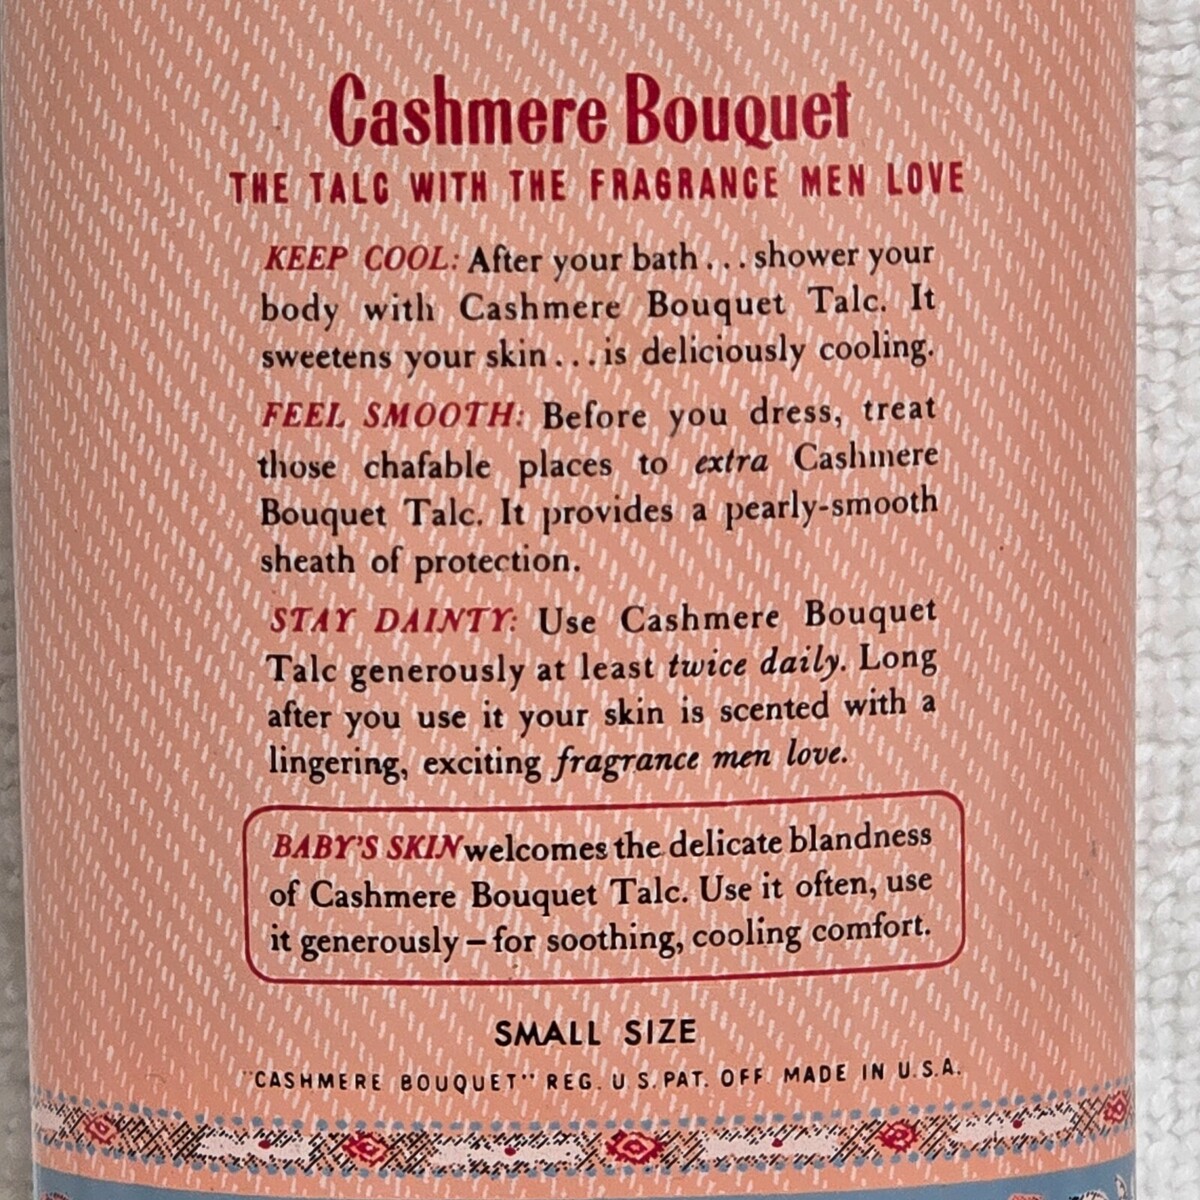 Cashmere Bouquet
THE TALC WITH THE FRAGRANCE MEN LOVE
KEEP COOL: After your bath...shower your
body with Cashmere Bouquet Talc. It
sweetens your skin...is deliciously cooling.
FEEL SMOOTH: Before you dress, treat
those chafable places to extra Cashmere
Bouquet Talc. It provides a pearly-smooth
sheath of protection.
STAY DAINTY: Use Cashmere Bouquet
Talc generously at least twice daily. Long
after you use it your skin is scented with a
lingering, exciting fragrance men love.
BABY'S SKIN welcomes the delicate blandness
of Cashmere Bouquet Talc. Use it often, use
it generously – for soothing, cooling comfort.
SMALL SIZE
"CASHMERE BOUQUET" REG. U S. PAT. OFF MADE IN U.S.A.